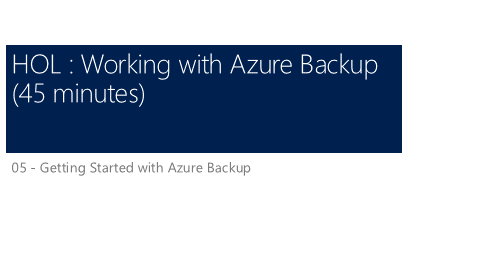 HOL : Working with Azure Backup
(45 minutes)
05 - Getting Started with Azure Backup